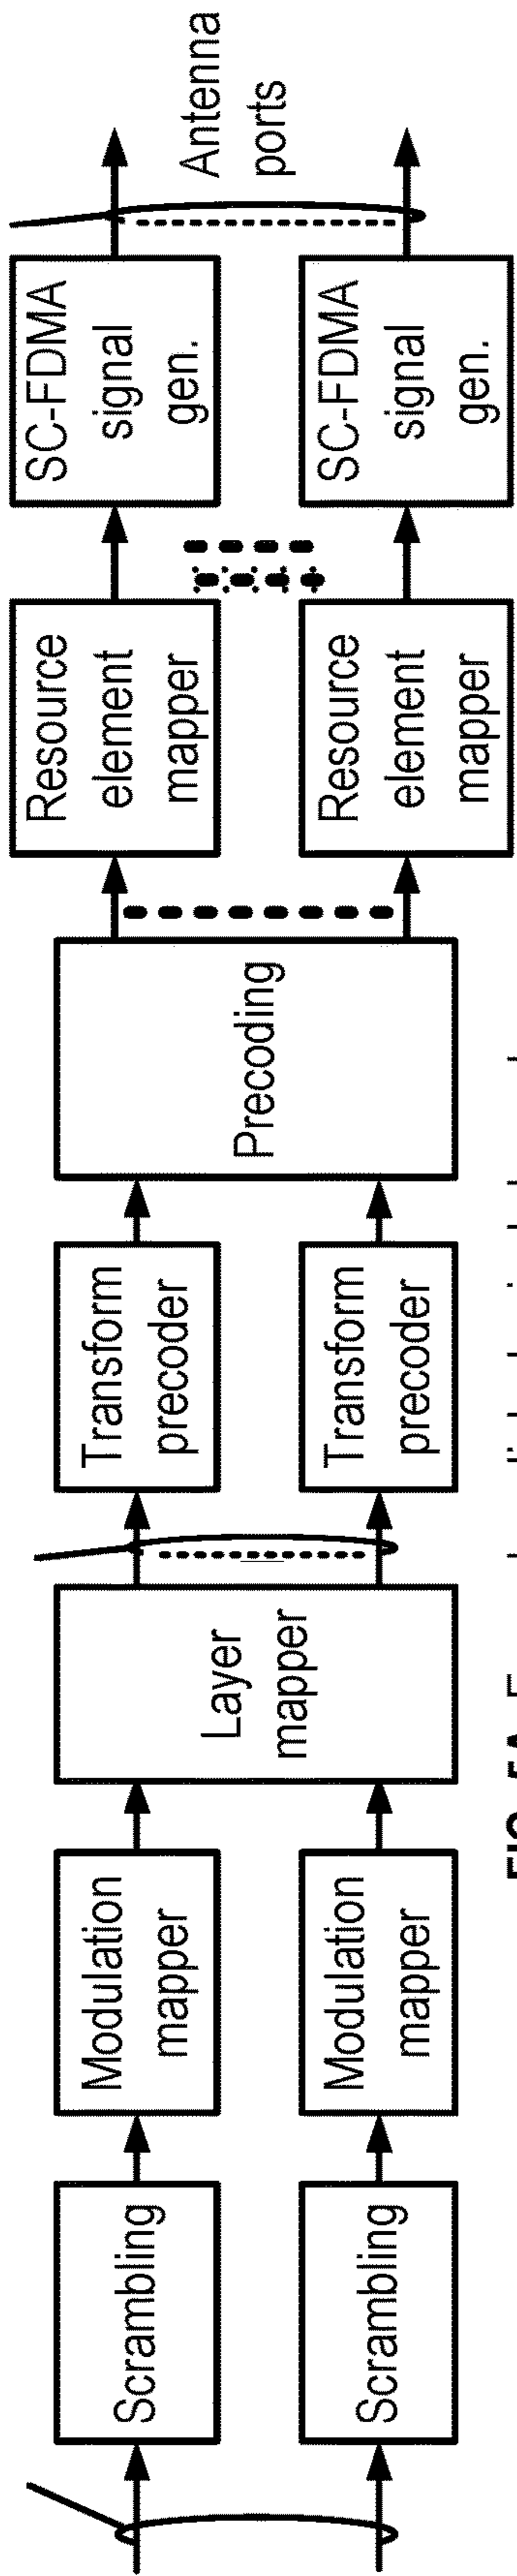 Scrambling
Scrambling
Modulation
mapper
Modulation
mapper
Layer
mapper
Transform
precoder
Transform
precoder
Precoding
Resource
element
mapper
Resource
element
mapper
SC-FDMA
signal
gen.
SC-FDMA
signal
gen.
Antenna
ports